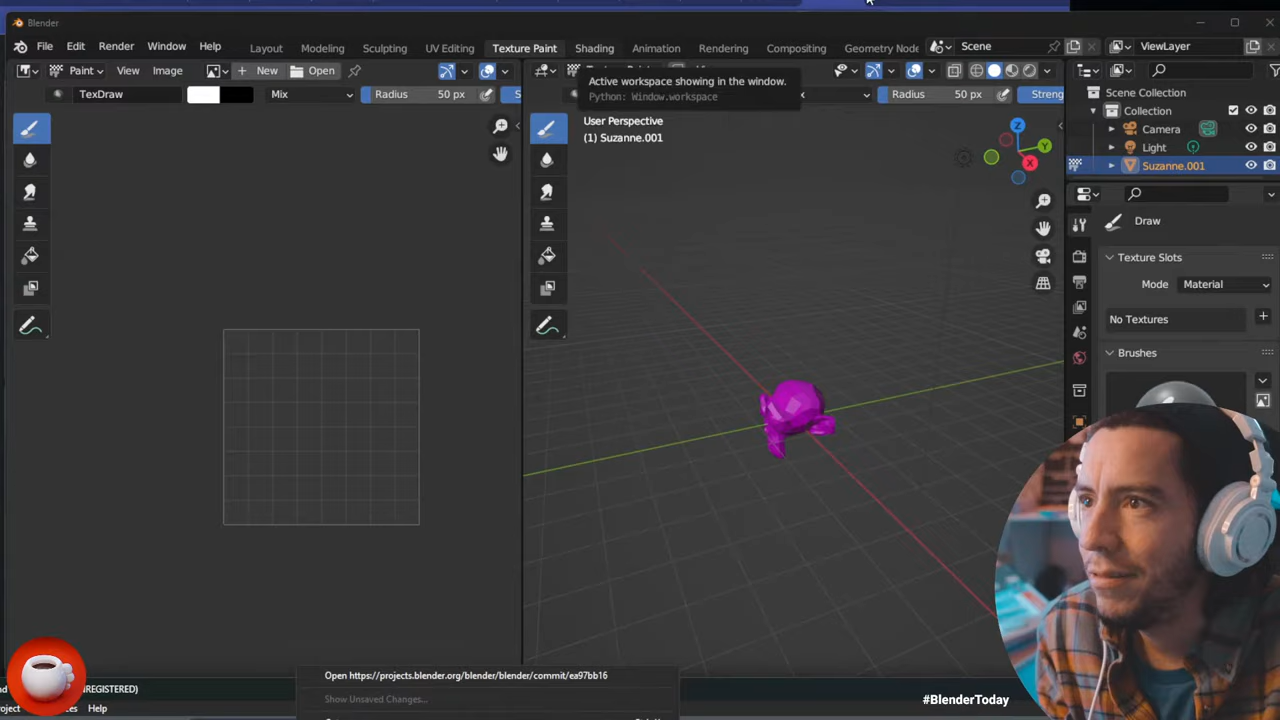 Blender
File Edit Render Window Help Layout Modeling Sculpting UV Editing Texture Paint Shading Animation Rendering Compositing Geometry Node Scene ViewLayer
Paint View Image New Open
TexDraw Mix Radius 50 px Radius 50 px Streng
Active workspace showing in the window.
Python: Window.workspace
User Perspective
(1) Suzanne.001
Z
Y
X
Scene Collection
Collection
Camera
Light
Suzanne.001
Draw
Texture Slots
Mode Material
No Textures
Brushes
Open https://projects.blender.org/blender/blender/commit/ea97bb16
Show Unsaved Changes...
NREGISTERED)
Help
#BlenderToday